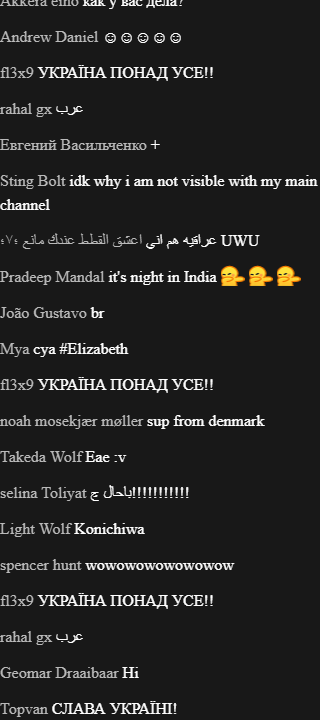 Akkera eino как у вас дела?
Andrew Daniel ☺☺☺☺☺
fl3x9 УКРАЇНА ПОНАД УСЕ!!
rahal gx عرب
Евгений Васильченко +
Sting Bolt idk why i am not visible with my main
channel
اعشق القطط عندك مانع ؛٧؛ عراقيه هم اني UWU
Pradeep Mandal it's night in India
João Gustavo br
Mya cya #Elizabeth
fl3x9 УКРАЇНА ПОНАД УСЕ!!
noah mosekjær møller sup from denmark
Takeda Wolf Eae :v
selina Toliyat باحال ج!!!!!!!!!!!
Light Wolf Konichiwa
spencer hunt wowowowowowowow
fl3x9 УКРАЇНА ПОНАД УСЕ!!
rahal gx عرب
Geomar Draaibaar Hi
Topvan СЛАВА УКРАЇНІ!